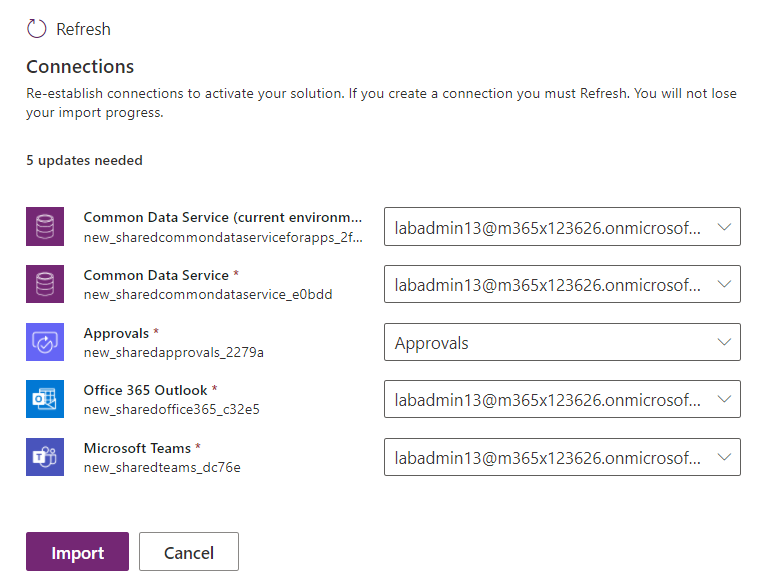 Refresh
Connections
Re-establish connections to activate your solution. If you create a connection you must Refresh. You will not lose
your import progress.
5 updates needed
Common Data Service (current environm...
new_sharedcommondataserviceforapps_2f...
labadmin13@m365x123626.onmicrosof...
Common Data Service *
new_sharedcommondataservice_e0bdd
labadmin13@m365x123626.onmicrosof...
Approvals *
new_sharedapprovals_2279a
Approvals
Office 365 Outlook *
new_sharedoffice365_c32e5
labadmin13@m365x123626.onmicrosof...
Microsoft Teams *
new_sharedteams_dc76e
labadmin13@m365x123626.onmicrosof...
Import
Cancel